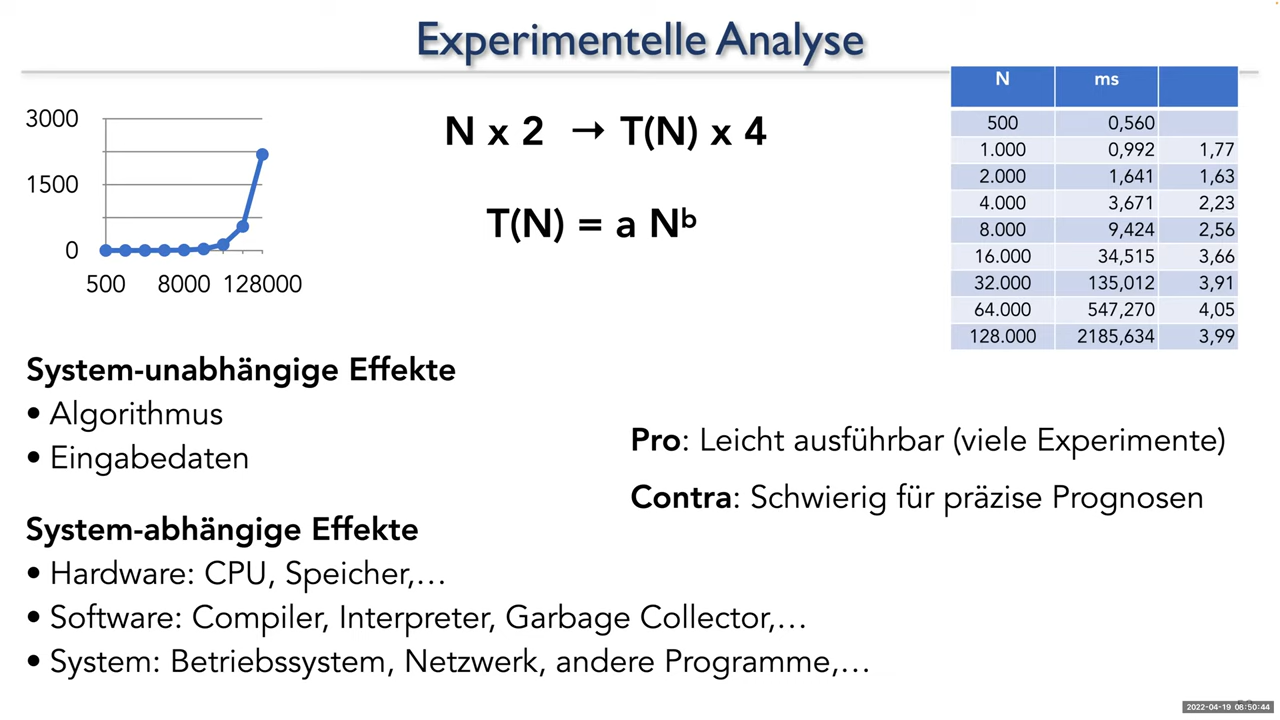 Experimentelle Analyse
3000
1500
0
500 8000 128000
N x 2 → T(N) x 4
T(N) = a Nᵇ
N ms
500 0,560
1.000 0,992 1,77
2.000 1,641 1,63
4.000 3,671 2,23
8.000 9,424 2,56
16.000 34,515 3,66
32.000 135,012 3,91
64.000 547,270 4,05
128.000 2185,634 3,99
System-unabhängige Effekte
• Algorithmus
• Eingabedaten
System-abhängige Effekte
• Hardware: CPU, Speicher,…
• Software: Compiler, Interpreter, Garbage Collector,…
• System: Betriebssystem, Netzwerk, andere Programme,…
Pro: Leicht ausführbar (viele Experimente)
Contra: Schwierig für präzise Prognosen
2022-04-19 08:50:44